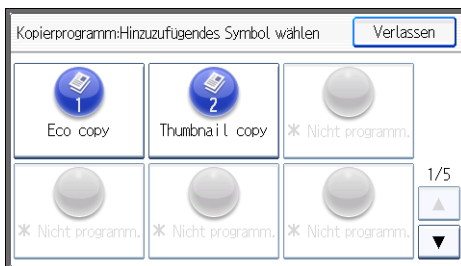 Kopierprogramm:Hinzuzufügendes Symbol wählen
Verlassen
1
2
Eco copy
Thumbnail copy
* Nicht programm.
1/5
* Nicht programm.
* Nicht programm.
* Nicht programm.